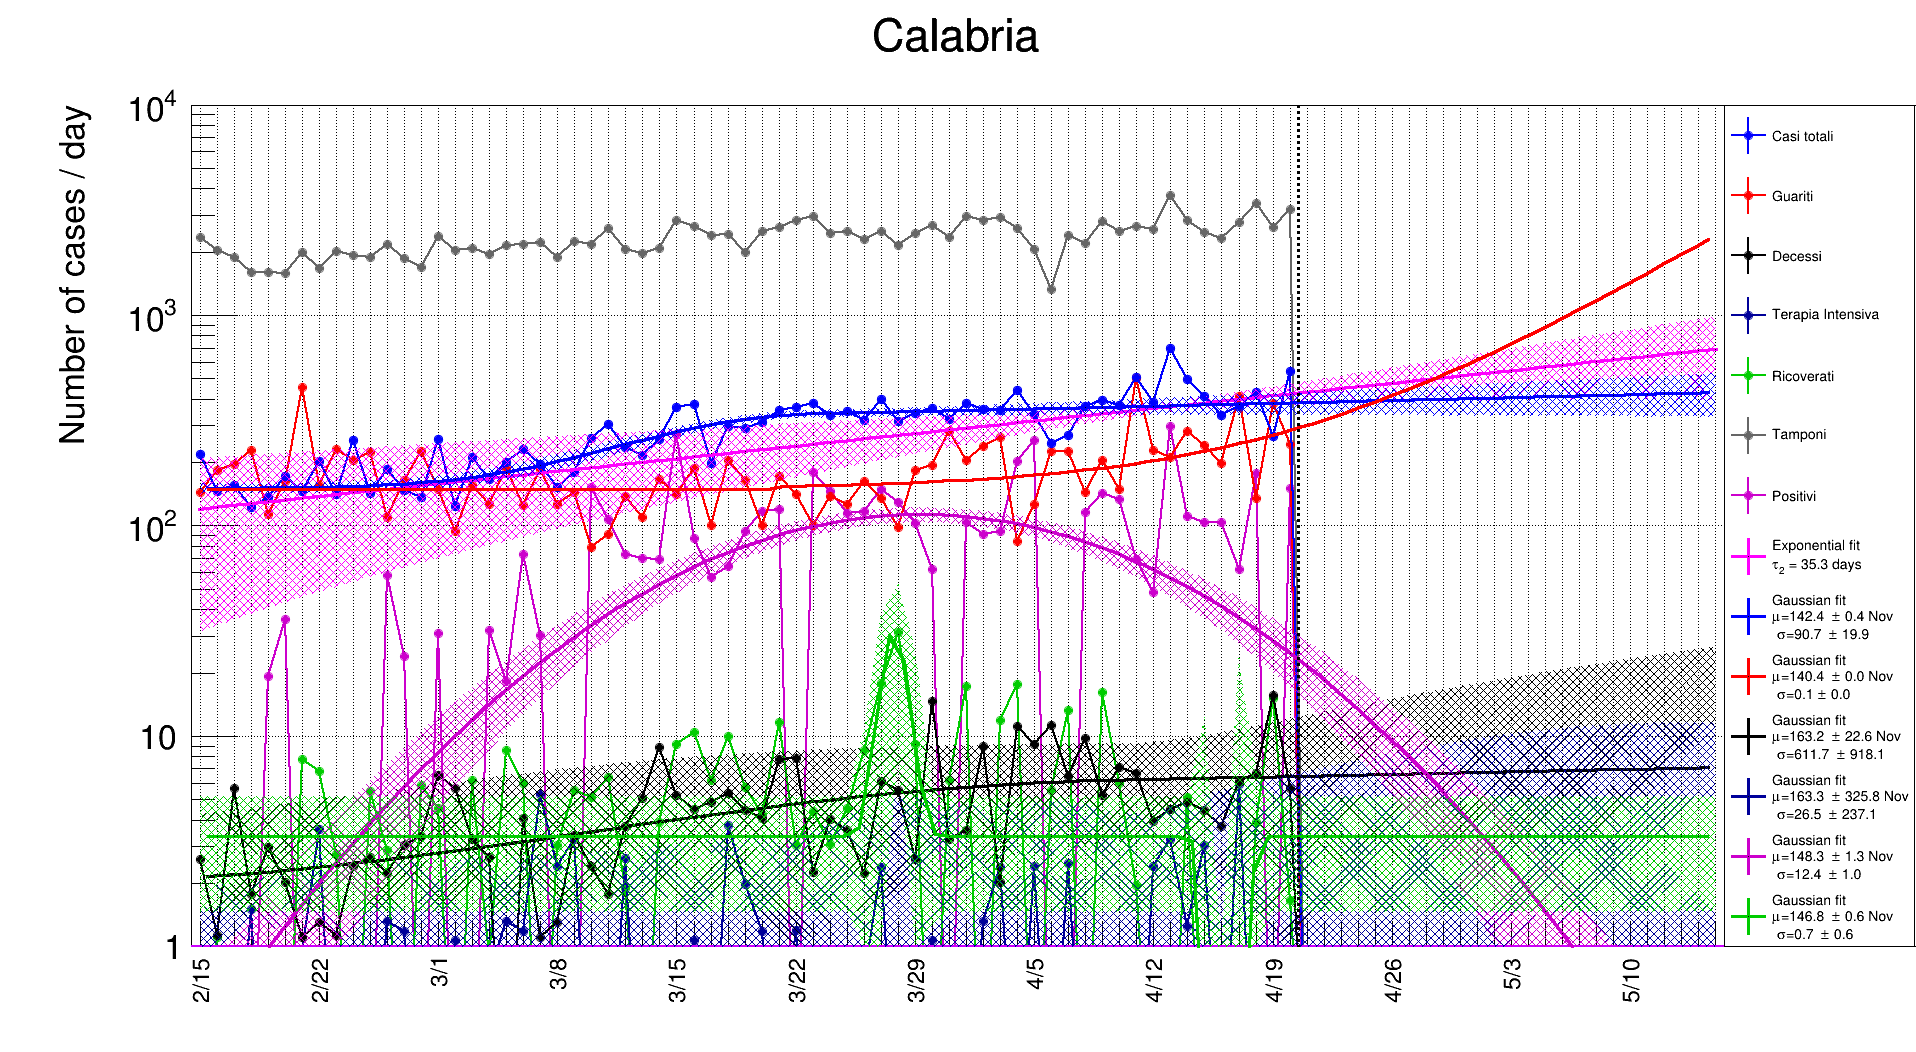 Calabria
Number of cases / day
10⁴
10³
10²
10
1
2/15
2/22
3/1
3/8
3/15
3/22
3/29
4/5
4/12
4/19
4/26
5/3
5/10
Casi totali
Guariti
Decessi
Terapia Intensiva
Ricoverati
Tamponi
Positivi
Exponential fit
τ₂ = 35.3 days
Gaussian fit
μ=142.4 ± 0.4 Nov
σ=90.7 ± 19.9
Gaussian fit
μ=140.4 ± 0.0 Nov
σ=0.1 ± 0.0
Gaussian fit
μ=163.2 ± 22.6 Nov
σ=611.7 ± 918.1
Gaussian fit
μ=163.3 ± 325.8 Nov
σ=26.5 ± 237.1
Gaussian fit
μ=148.3 ± 1.3 Nov
σ=12.4 ± 1.0
Gaussian fit
μ=146.8 ± 0.6 Nov
σ=0.7 ± 0.6